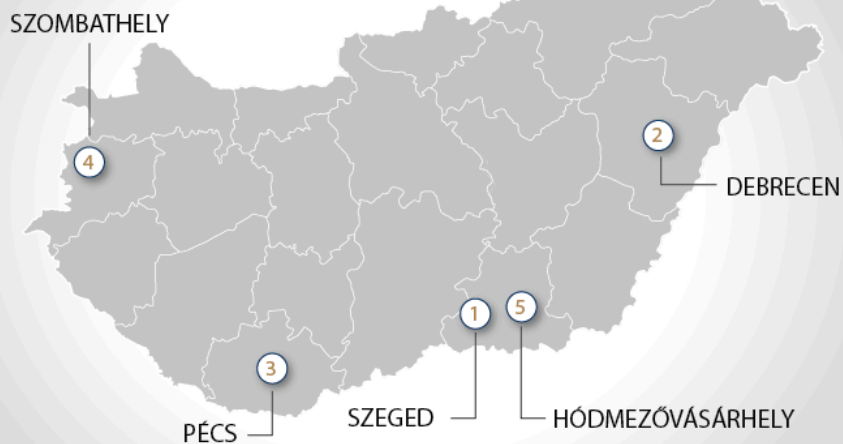 SZOMBATHELY
4
2
DEBRECEN
1
5
3
SZEGED
HÓDMEZŐVÁSÁRHELY
PÉCS